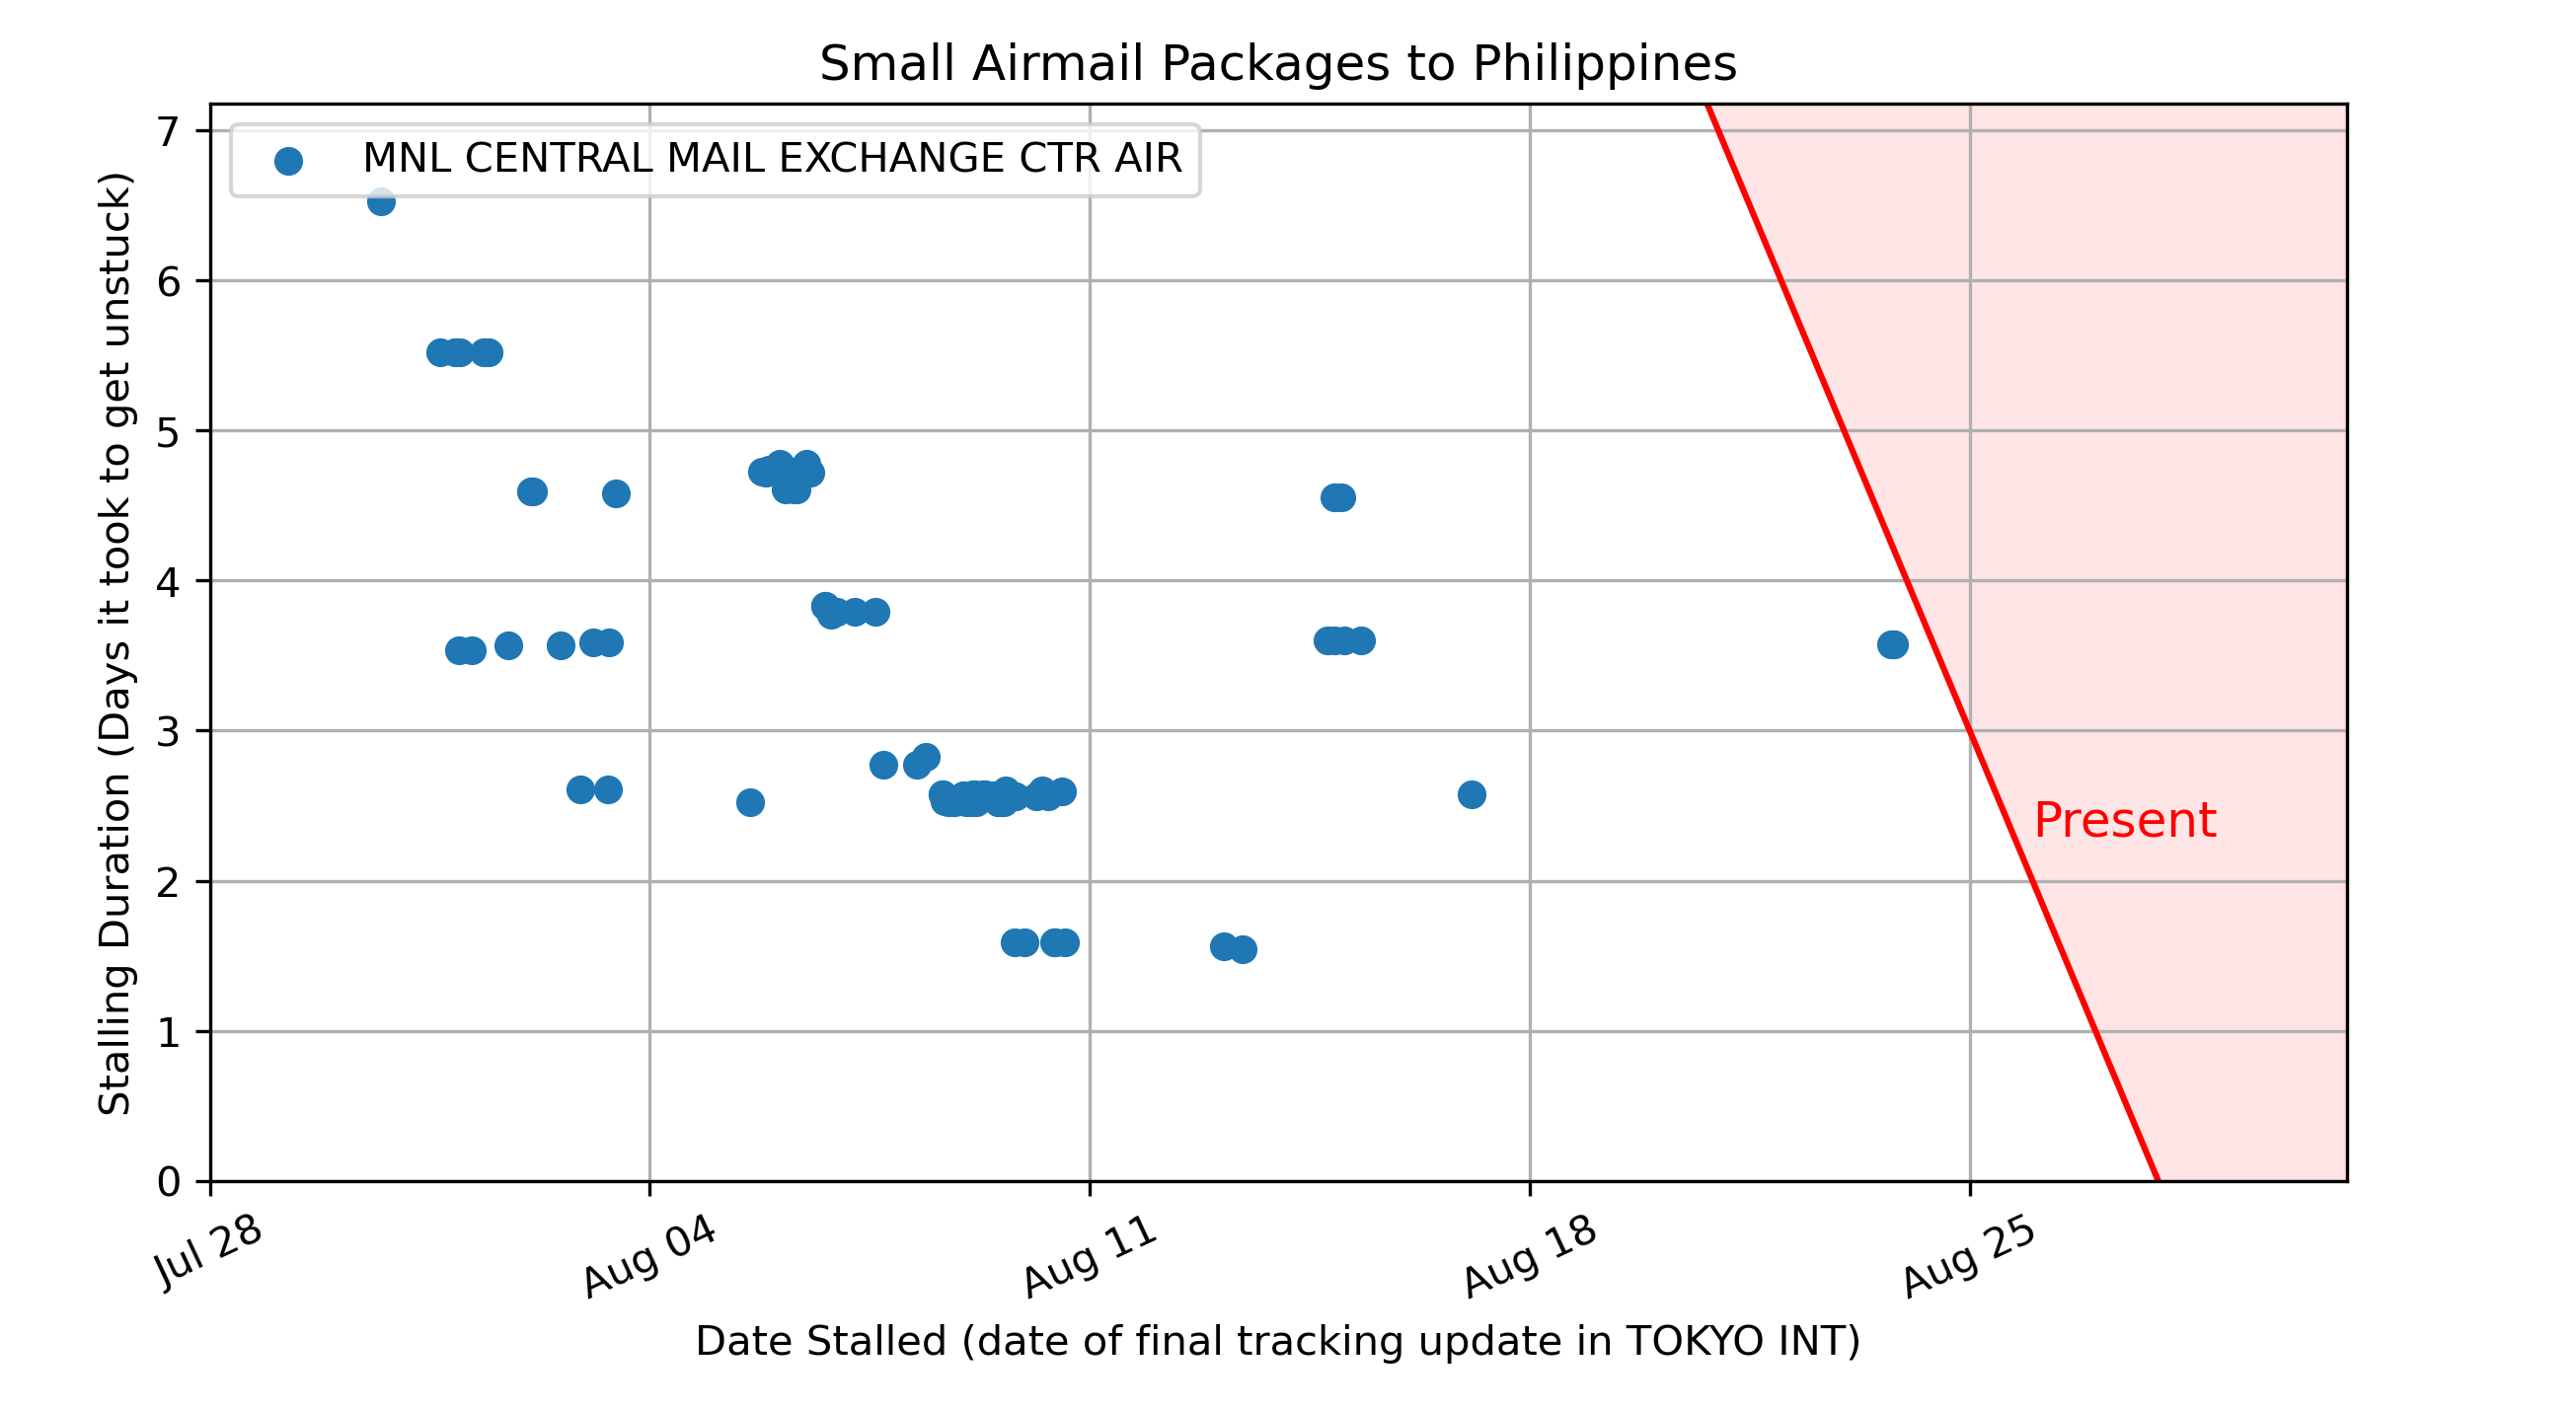 Small Airmail Packages to Philippines
MNL CENTRAL MAIL EXCHANGE CTR AIR
Stalling Duration (Days it took to get unstuck)
7
6
5
4
3
2
1
0
Present
Jul 28
Aug 04
Aug 11
Aug 18
Aug 25
Date Stalled (date of final tracking update in TOKYO INT)